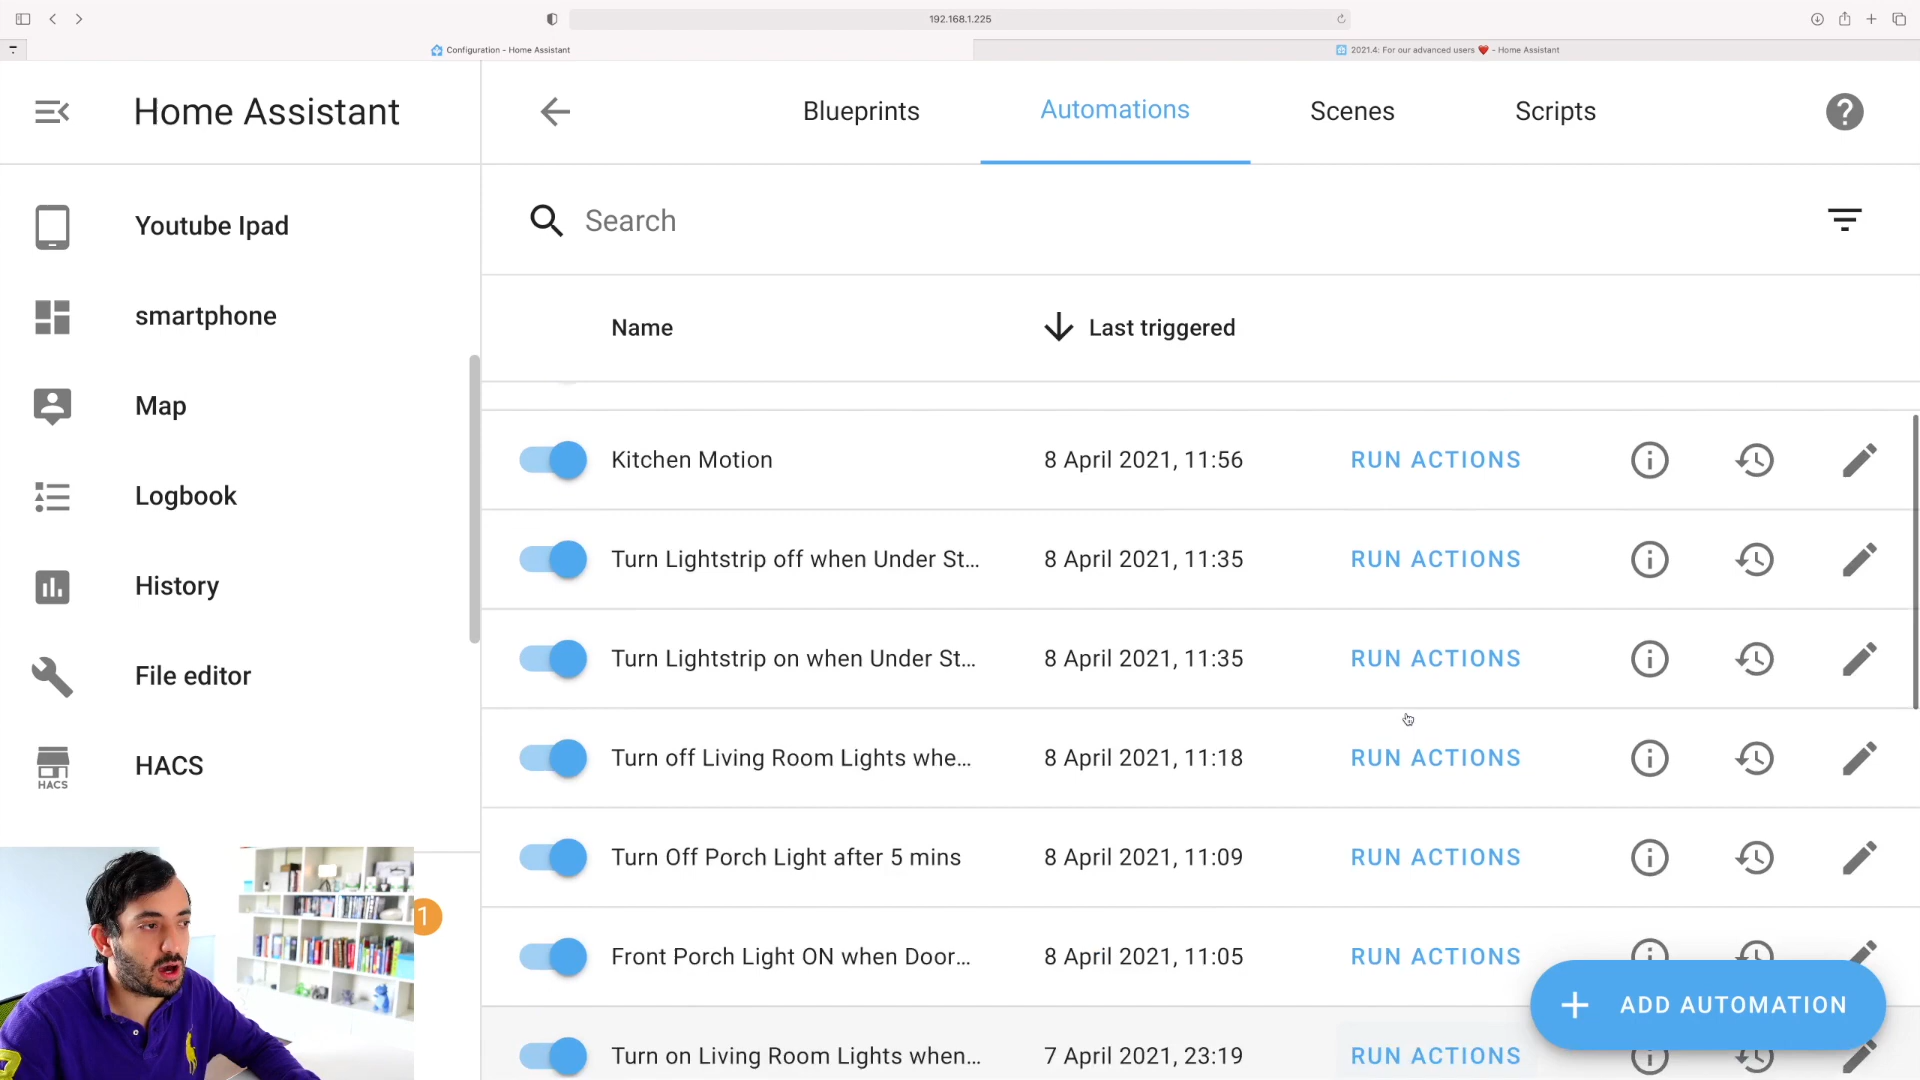 192.168.1.225
Configuration - Home Assistant
2021.4: For our advanced users ❤️ - Home Assistant
Home Assistant
Blueprints
Automations
Scenes
Scripts
Youtube Ipad
smartphone
Map
Logbook
History
File editor
HACS
HACS
1
Search
Name
Last triggered
Kitchen Motion 8 April 2021, 11:56 RUN ACTIONS
Turn Lightstrip off when Under St... 8 April 2021, 11:35 RUN ACTIONS
Turn Lightstrip on when Under St... 8 April 2021, 11:35 RUN ACTIONS
Turn off Living Room Lights whe... 8 April 2021, 11:18 RUN ACTIONS
Turn Off Porch Light after 5 mins 8 April 2021, 11:09 RUN ACTIONS
Front Porch Light ON when Door... 8 April 2021, 11:05 RUN ACTIONS
Turn on Living Room Lights when... 7 April 2021, 23:19 RUN ACTIONS
+ ADD AUTOMATION